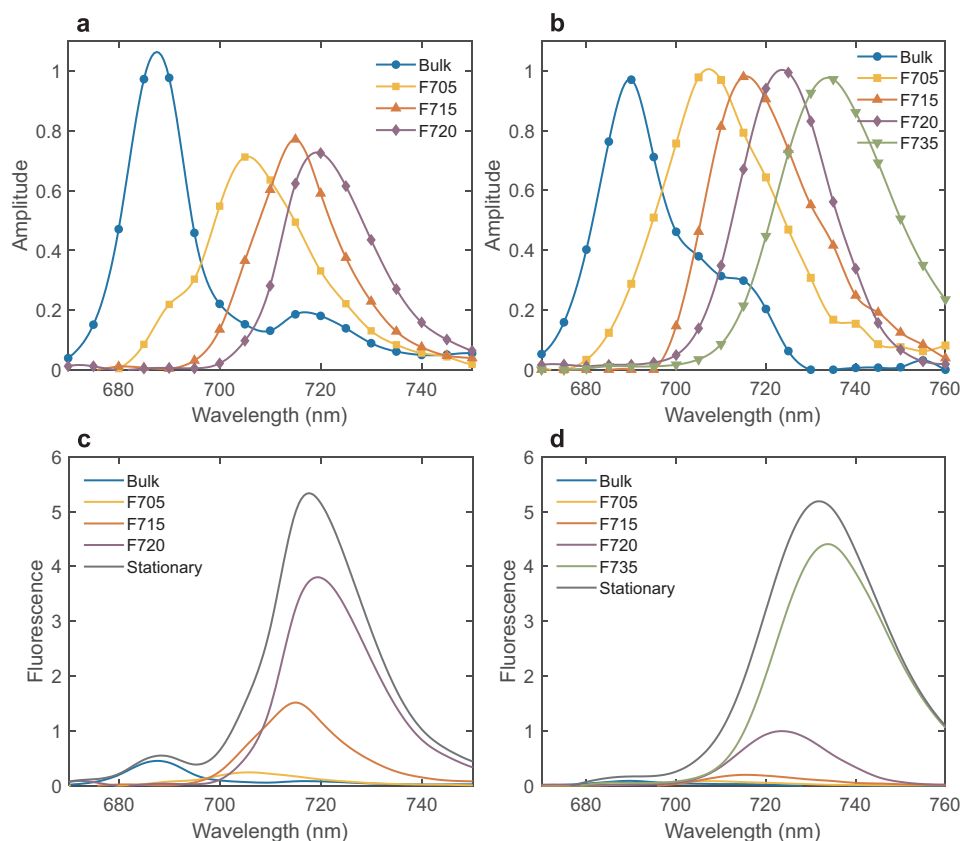 a
Amplitude
1
0.8
0.6
0.4
0.2
0
680
700
720
740
Wavelength (nm)
Bulk
F705
F715
F720
b
Amplitude
1
0.8
0.6
0.4
0.2
0
680
700
720
740
760
Wavelength (nm)
Bulk
F705
F715
F720
F735
c
Fluorescence
6
5
4
3
2
1
0
680
700
720
740
Wavelength (nm)
Bulk
F705
F715
F720
Stationary
d
Fluorescence
6
5
4
3
2
1
0
680
700
720
740
760
Wavelength (nm)
Bulk
F705
F715
F720
F735
Stationary